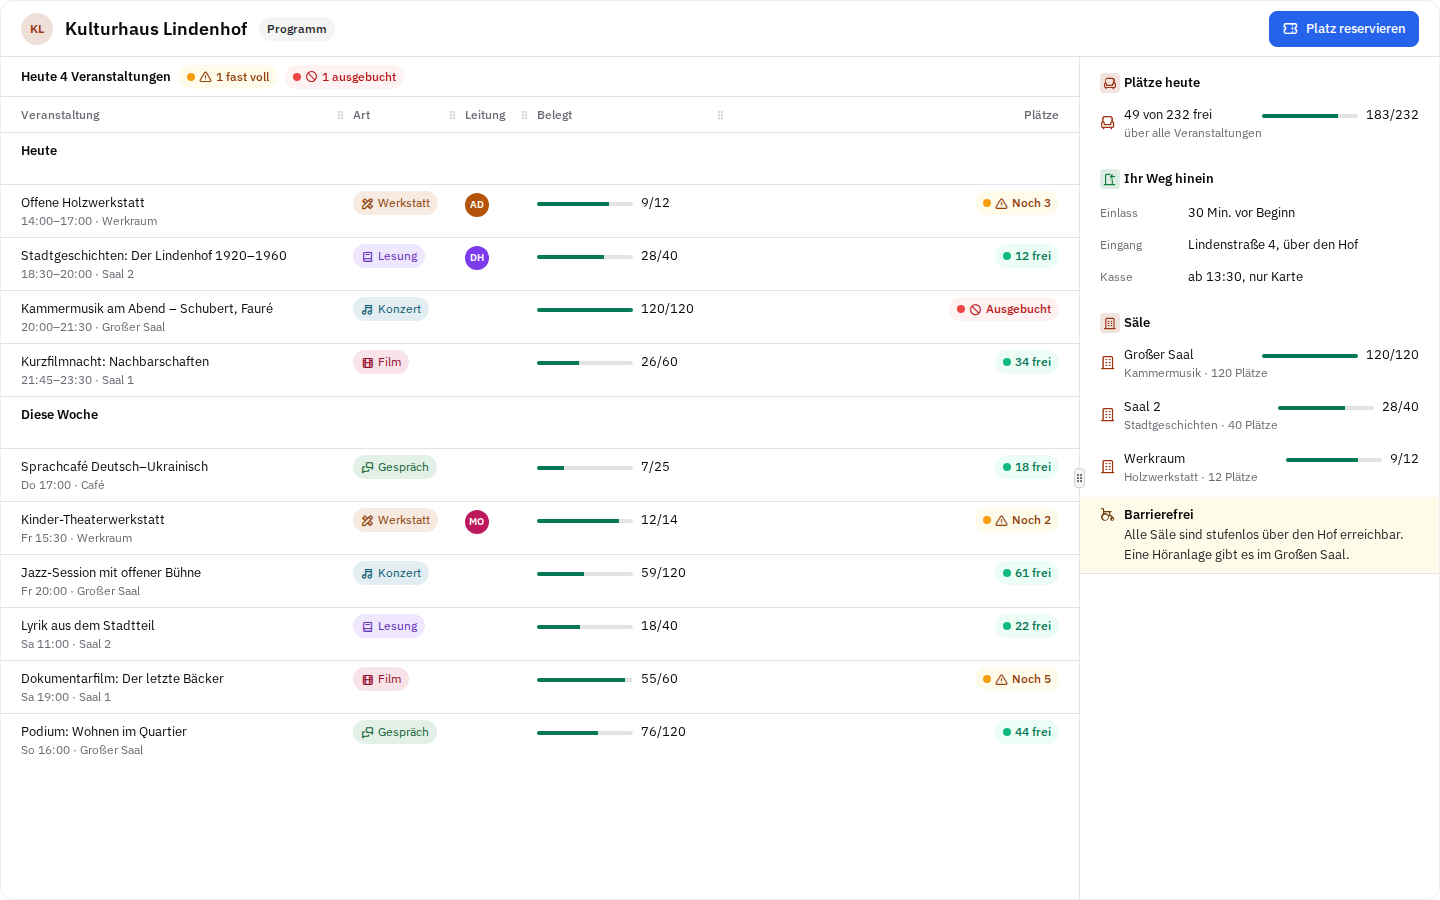 KL Kulturhaus Lindenhof Programm Platz reservieren
Heute 4 Veranstaltungen 1 fast voll 1 ausgebucht
Veranstaltung Art Leitung Belegt Plätze
Heute
Offene Holzwerkstatt Werkstatt AD 9/12 Noch 3
14:00–17:00 · Werkraum
Stadtgeschichten: Der Lindenhof 1920–1960 Lesung DH 28/40 12 frei
18:30–20:00 · Saal 2
Kammermusik am Abend – Schubert, Fauré Konzert 120/120 Ausgebucht
20:00–21:30 · Großer Saal
Kurzfilmnacht: Nachbarschaften Film 26/60 34 frei
21:45–23:30 · Saal 1
Diese Woche
Sprachcafé Deutsch–Ukrainisch Gespräch 7/25 18 frei
Do 17:00 · Café
Kinder-Theaterwerkstatt Werkstatt MO 12/14 Noch 2
Fr 15:30 · Werkraum
Jazz-Session mit offener Bühne Konzert 59/120 61 frei
Fr 20:00 · Großer Saal
Lyrik aus dem Stadtteil Lesung 18/40 22 frei
Sa 11:00 · Saal 2
Dokumentarfilm: Der letzte Bäcker Film 55/60 Noch 5
Sa 19:00 · Saal 1
Podium: Wohnen im Quartier Gespräch 76/120 44 frei
So 16:00 · Großer Saal
Plätze heute
49 von 232 frei 183/232
über alle Veranstaltungen
Ihr Weg hinein
Einlass 30 Min. vor Beginn
Eingang Lindenstraße 4, über den Hof
Kasse ab 13:30, nur Karte
Säle
Großer Saal 120/120
Kammermusik · 120 Plätze
Saal 2 28/40
Stadtgeschichten · 40 Plätze
Werkraum 9/12
Holzwerkstatt · 12 Plätze
Barrierefrei
Alle Säle sind stufenlos über den Hof erreichbar.
Eine Höranlage gibt es im Großen Saal.